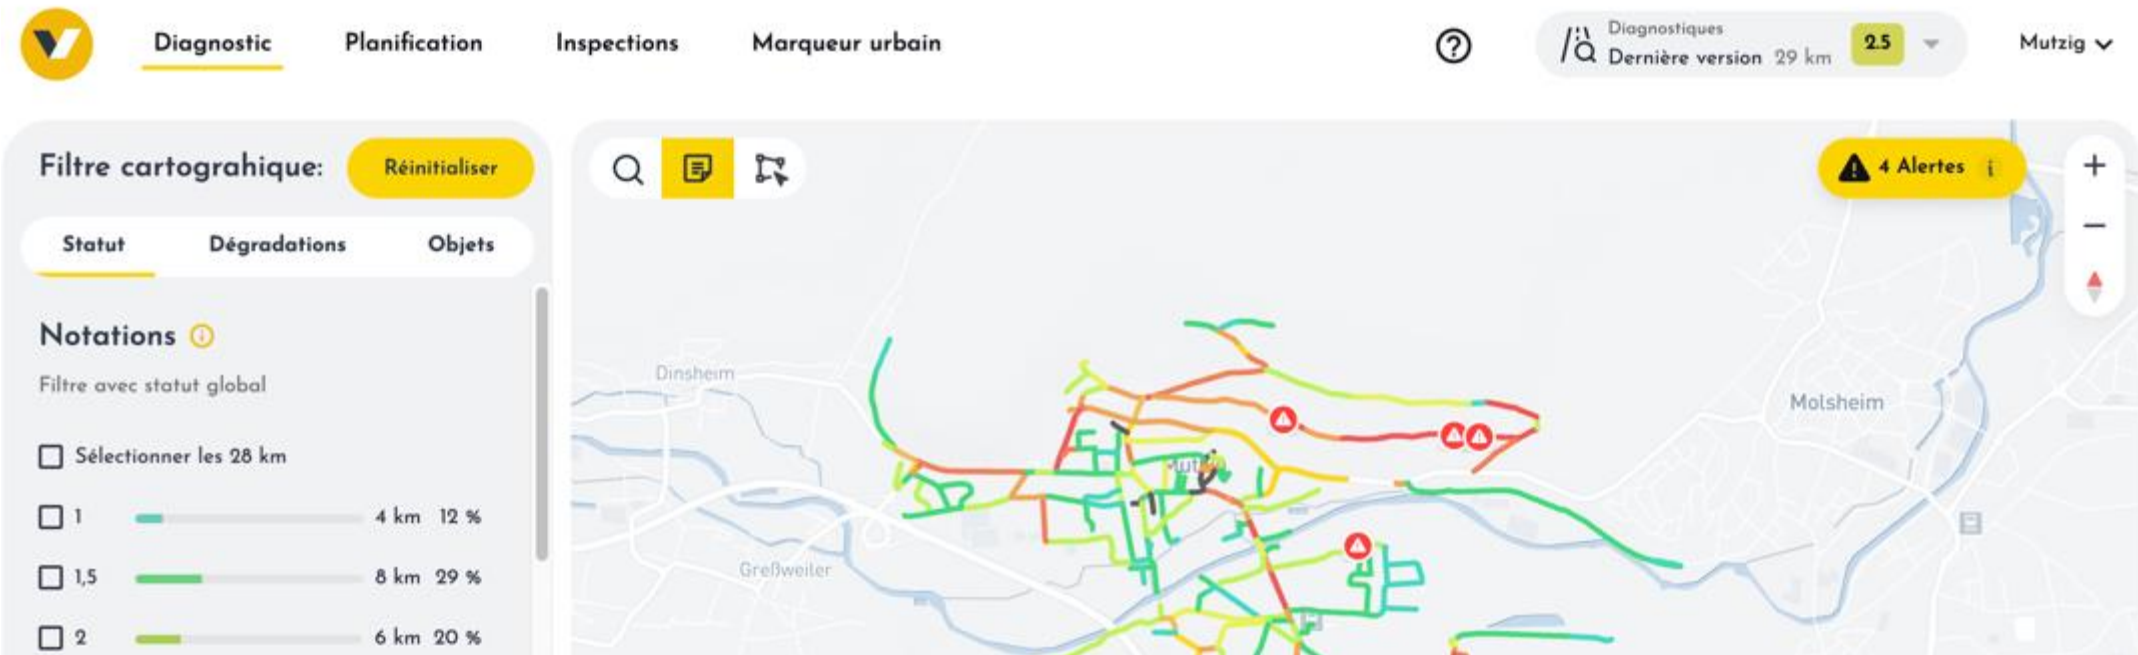 Diagnostic
Planification
Inspections
Marqueur urbain
Diagnostiques
Dernière version 29 km
2.5
Mutzig
Filtre cartograhique:
Réinitialiser
4 Alertes i
Statut
Dégradations
Objets
Notations
Filtre avec statut global
Sélectionner les 28 km
1 4 km 12 %
1,5 8 km 29 %
2 6 km 20 %
Dinsheim
Molsheim
Greßweiler